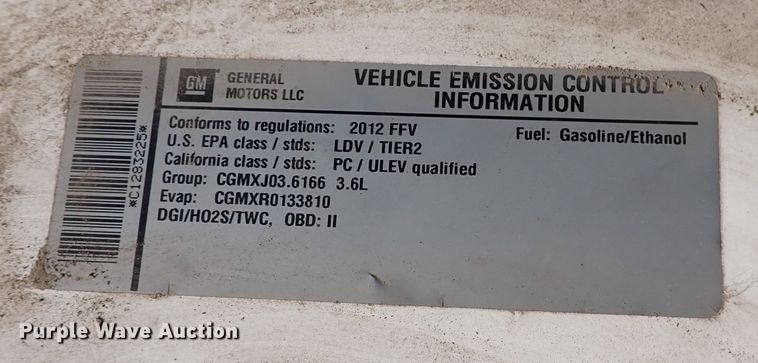 GM
GENERAL
MOTORS LLC
VEHICLE EMISSION CONTROL
INFORMATION
Conforms to regulations: 2012 FFV
Fuel: Gasoline/Ethanol
U.S. EPA class / stds: LDV / TIER2
California class / stds: PC / ULEV qualified
Group: CGMXJ03.6166 3.6L
Evap: CGMXR0133810
DGI/HO2S/TWC, OBD: II
*C1283225*
Purple Wave Auction